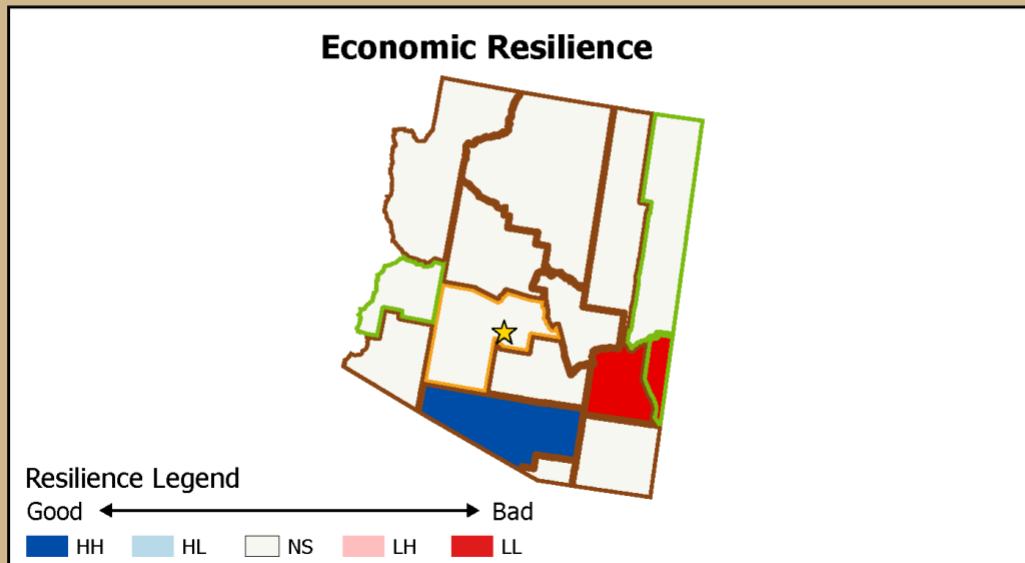 Economic Resilience
Resilience Legend
Good Bad
HH HL NS LH LL